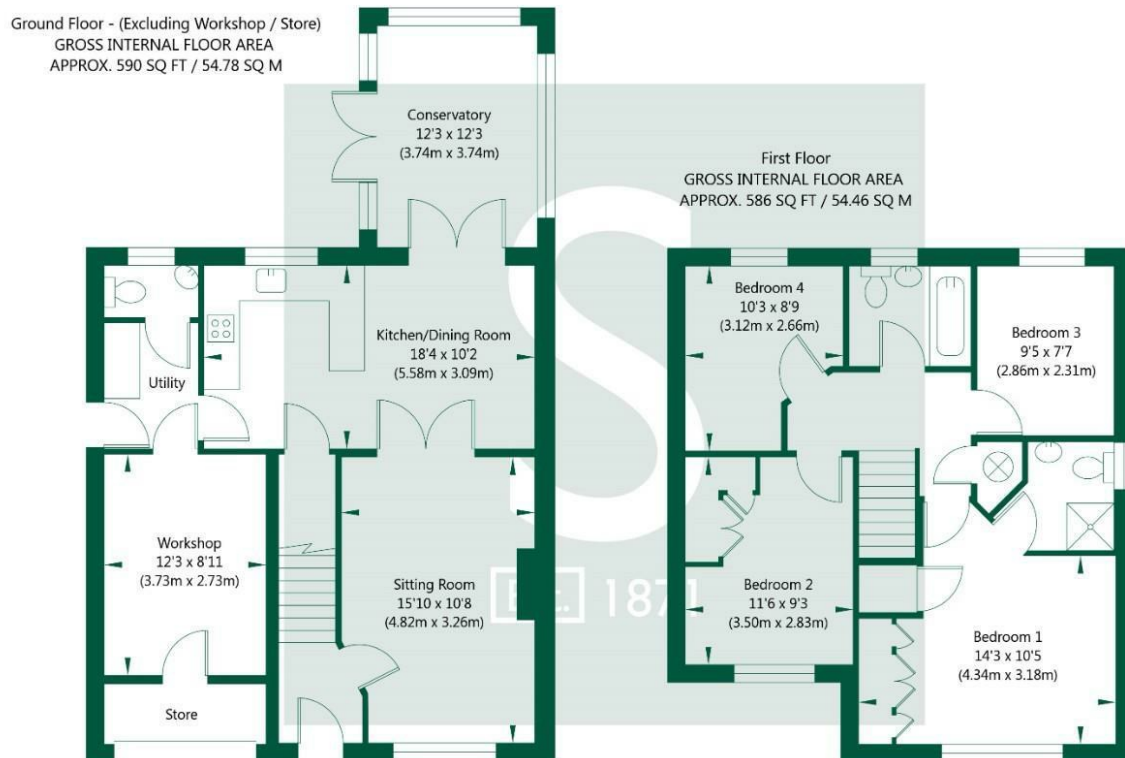 Ground Floor - (Excluding Workshop / Store)
GROSS INTERNAL FLOOR AREA
APPROX. 590 SQ FT / 54.78 SQ M
Conservatory
12'3 x 12'3
(3.74m x 3.74m)
Kitchen/Dining Room
18'4 x 10'2
(5.58m x 3.09m)
Utility
Workshop
12'3 x 8'11
(3.73m x 2.73m)
Sitting Room
15'10 x 10'8
(4.82m x 3.26m)
Store
First Floor
GROSS INTERNAL FLOOR AREA
APPROX. 586 SQ FT / 54.46 SQ M
Bedroom 4
10'3 x 8'9
(3.12m x 2.66m)
Bedroom 3
9'5 x 7'7
(2.86m x 2.31m)
Bedroom 2
11'6 x 9'3
(3.50m x 2.83m)
Bedroom 1
14'3 x 10'5
(4.34m x 3.18m)
S
1871